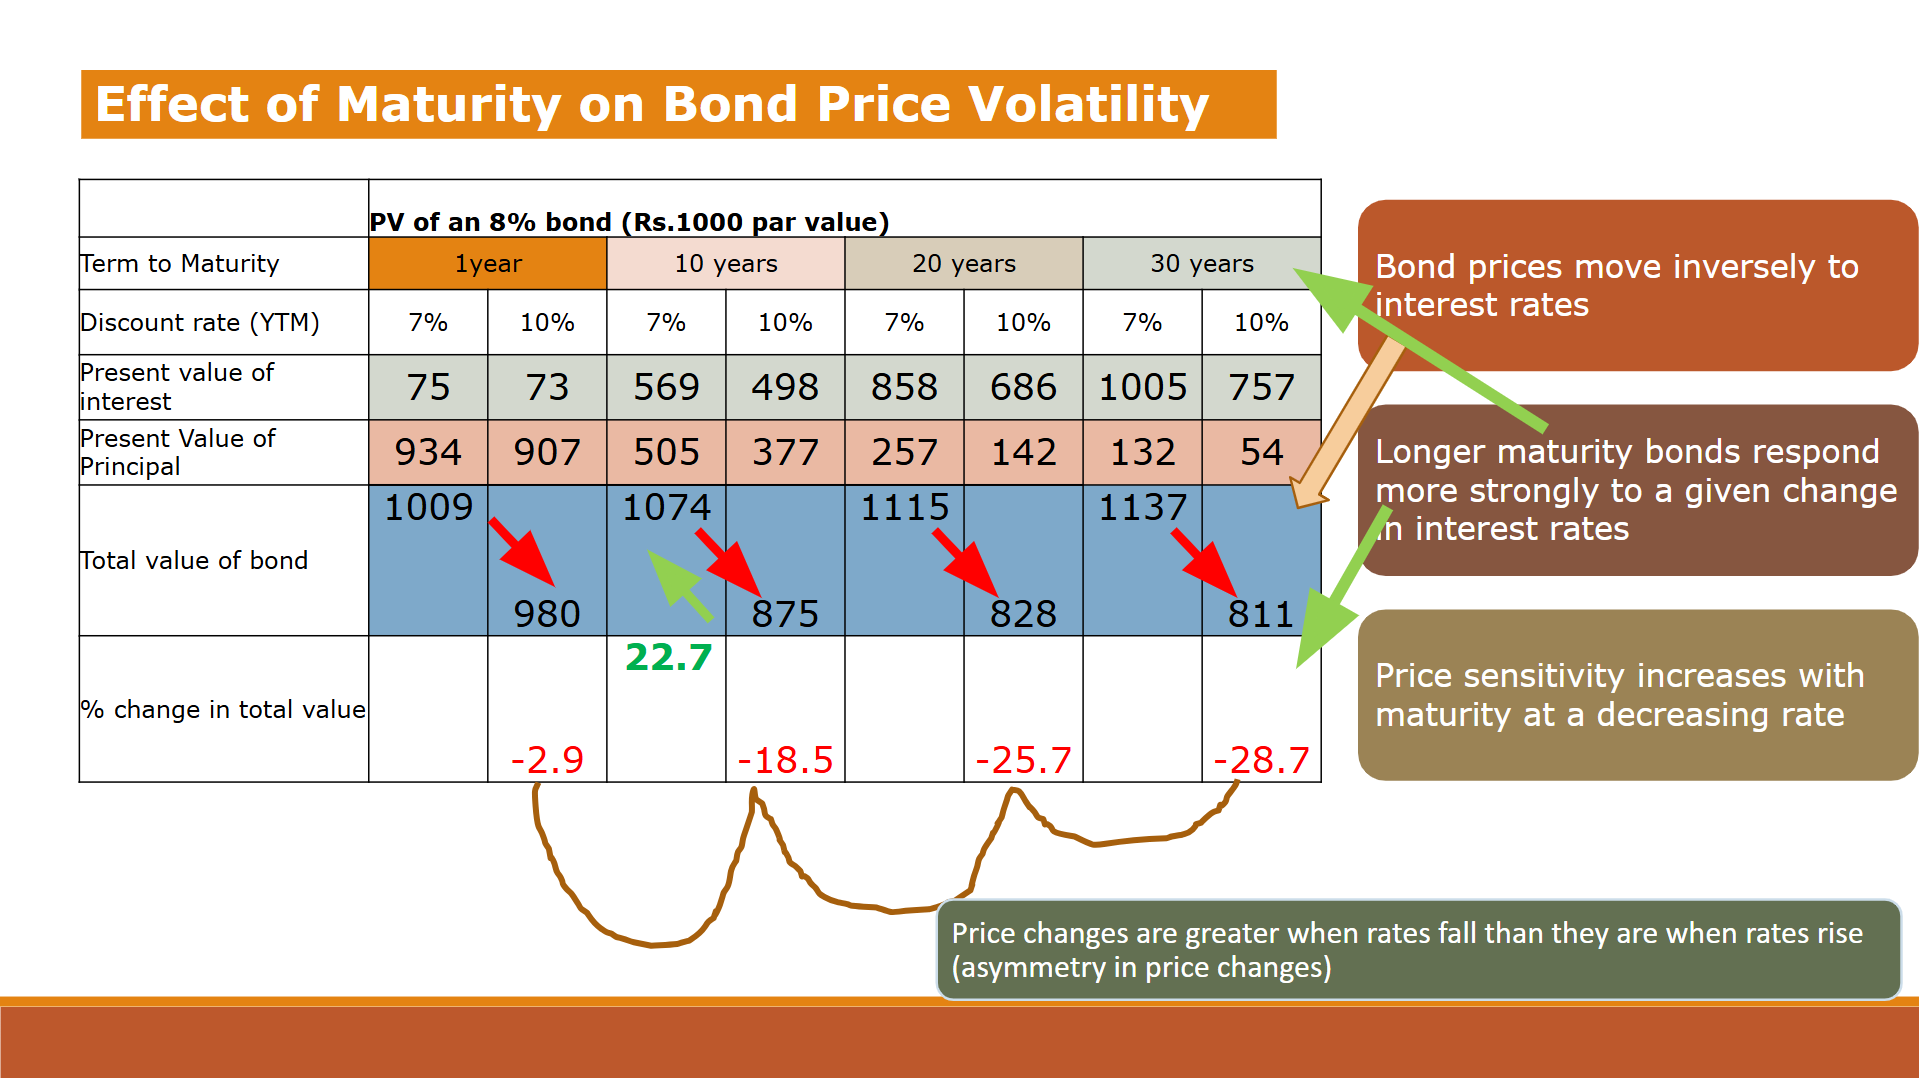 Effect of Maturity on Bond Price Volatility
PV of an 8% bond (Rs.1000 par value)
Term to Maturity 1year 10 years 20 years 30 years
Discount rate (YTM) 7% 10% 7% 10% 7% 10% 7% 10%
Present value of
interest 75 73 569 498 858 686 1005 757
Present Value of
Principal 934 907 505 377 257 142 132 54
1009 1074 1115 1137
Total value of bond
980 875 828 811
22.7
% change in total value
-2.9 -18.5 -25.7 -28.7
Bond prices move inversely to
interest rates
Longer maturity bonds respond
more strongly to a given change
in interest rates
Price sensitivity increases with
maturity at a decreasing rate
Price changes are greater when rates fall than they are when rates rise
(asymmetry in price changes)